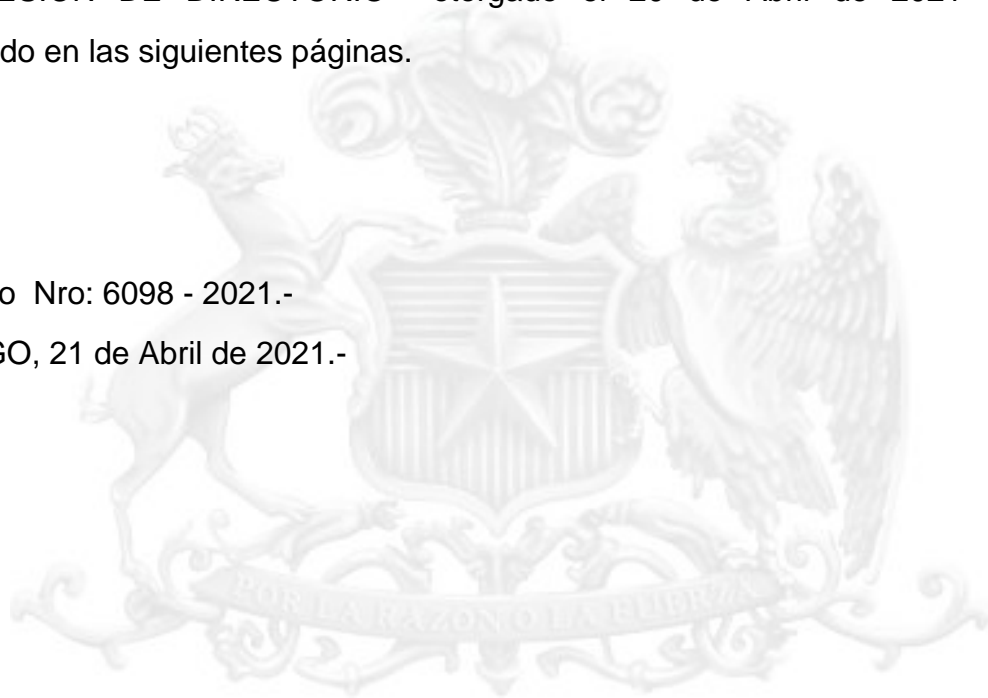 do en las siguientes páginas.
o Nro: 6098 - 2021.-
GO, 21 de Abril de 2021.-
POR LA RAZON O LA FUERZA